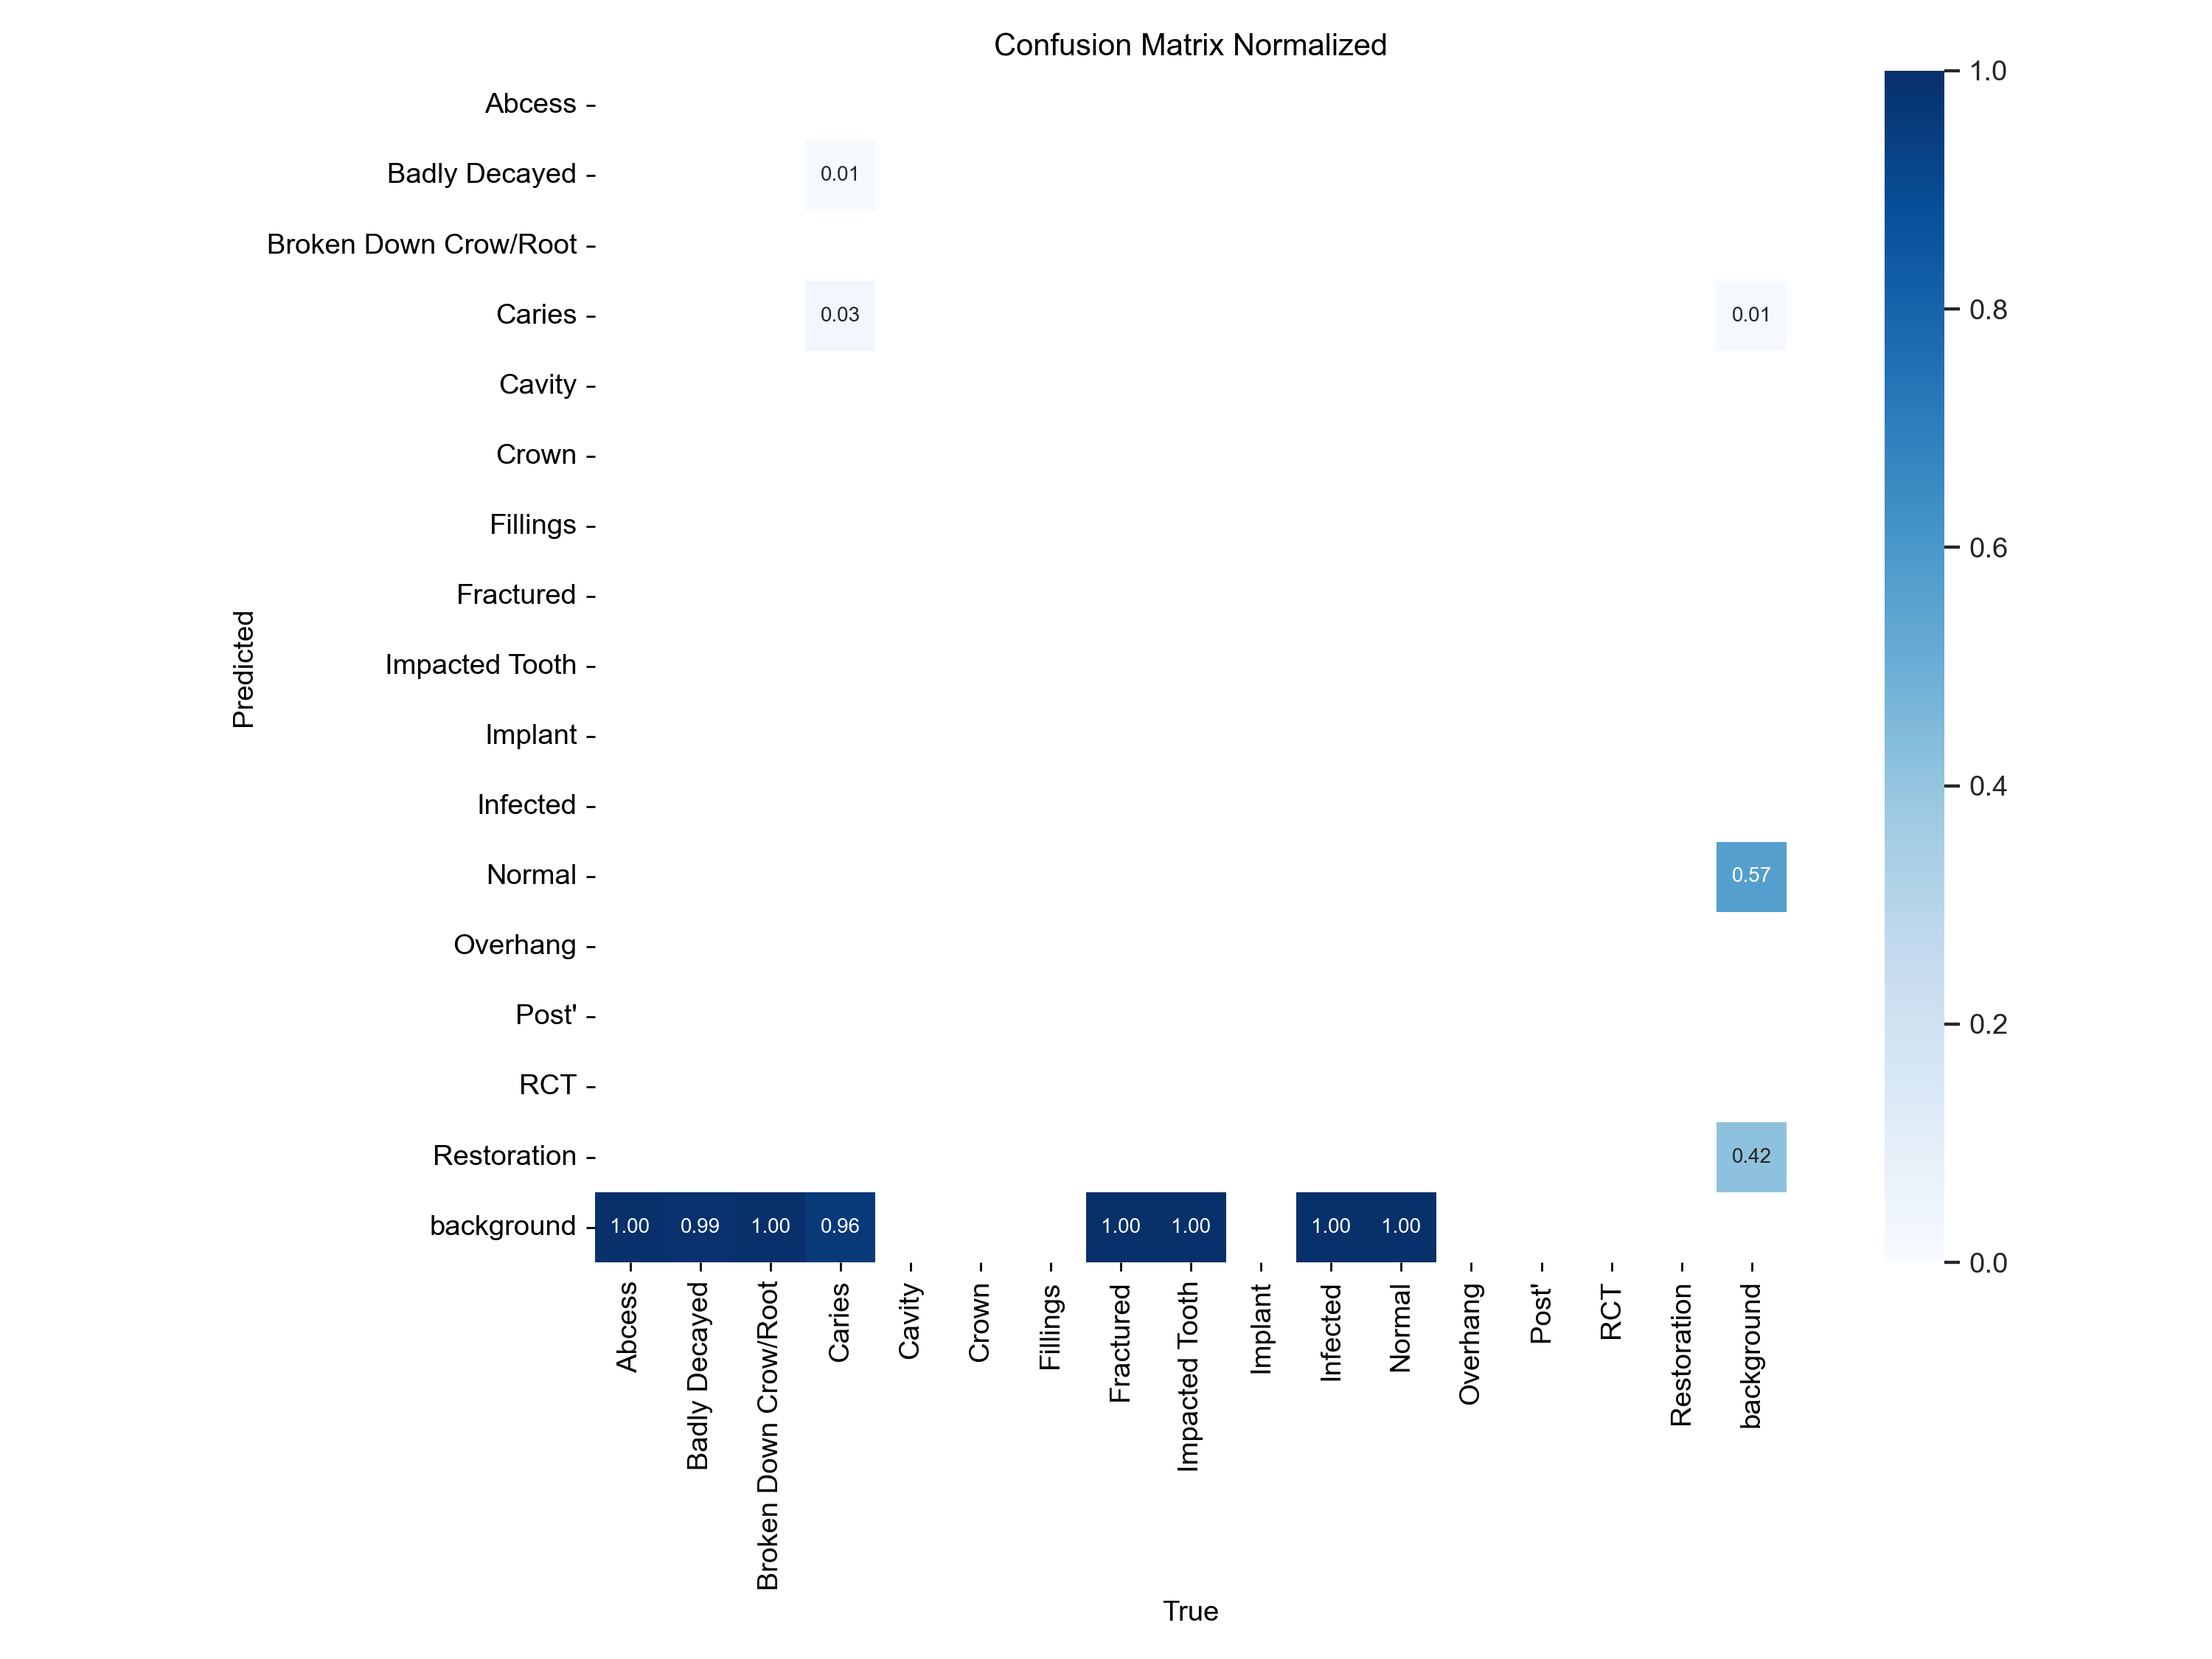 Confusion Matrix Normalized
Predicted
Abcess
Badly Decayed
0.01
Broken Down Crow/Root
Caries
0.03
0.01
Cavity
Crown
Fillings
Fractured
Impacted Tooth
Implant
Infected
Normal
0.57
Overhang
Post'
RCT
Restoration
0.42
background
1.00
0.99
1.00
0.96
1.00
1.00
1.00
1.00
Abcess
Badly Decayed
Broken Down Crow/Root
Caries
Cavity
Crown
Fillings
Fractured
Impacted Tooth
Implant
Infected
Normal
Overhang
Post'
RCT
Restoration
background
True
1.0
0.8
0.6
0.4
0.2
0.0